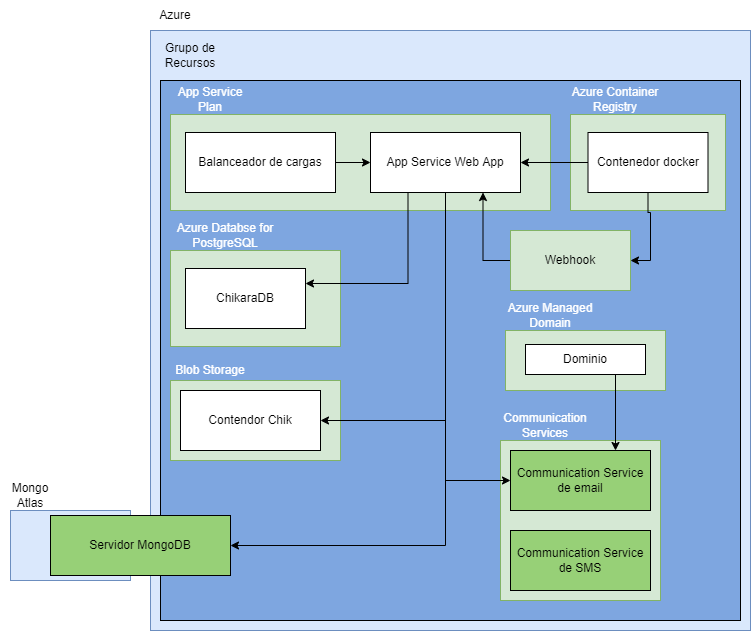 Azure
Grupo de
Recursos
App Service
Plan
Azure Container
Registry
Balanceador de cargas
App Service Web App
Contenedor docker
Azure Databse for
PostgreSQL
Webhook
ChikaraDB
Azure Managed
Domain
Dominio
Blob Storage
Contendor Chik
Communication
Services
Communication Service
de email
Mongo
Atlas
Servidor MongoDB
Communication Service
de SMS